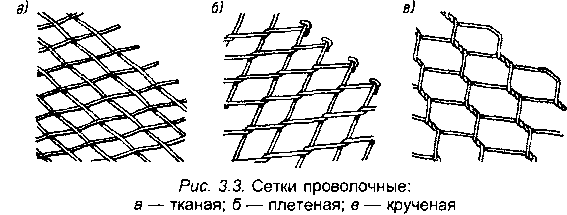 а) б) в)
Рис. 3.3. Сетки проволочные:
а — тканая; б — плетеная; в — крученая